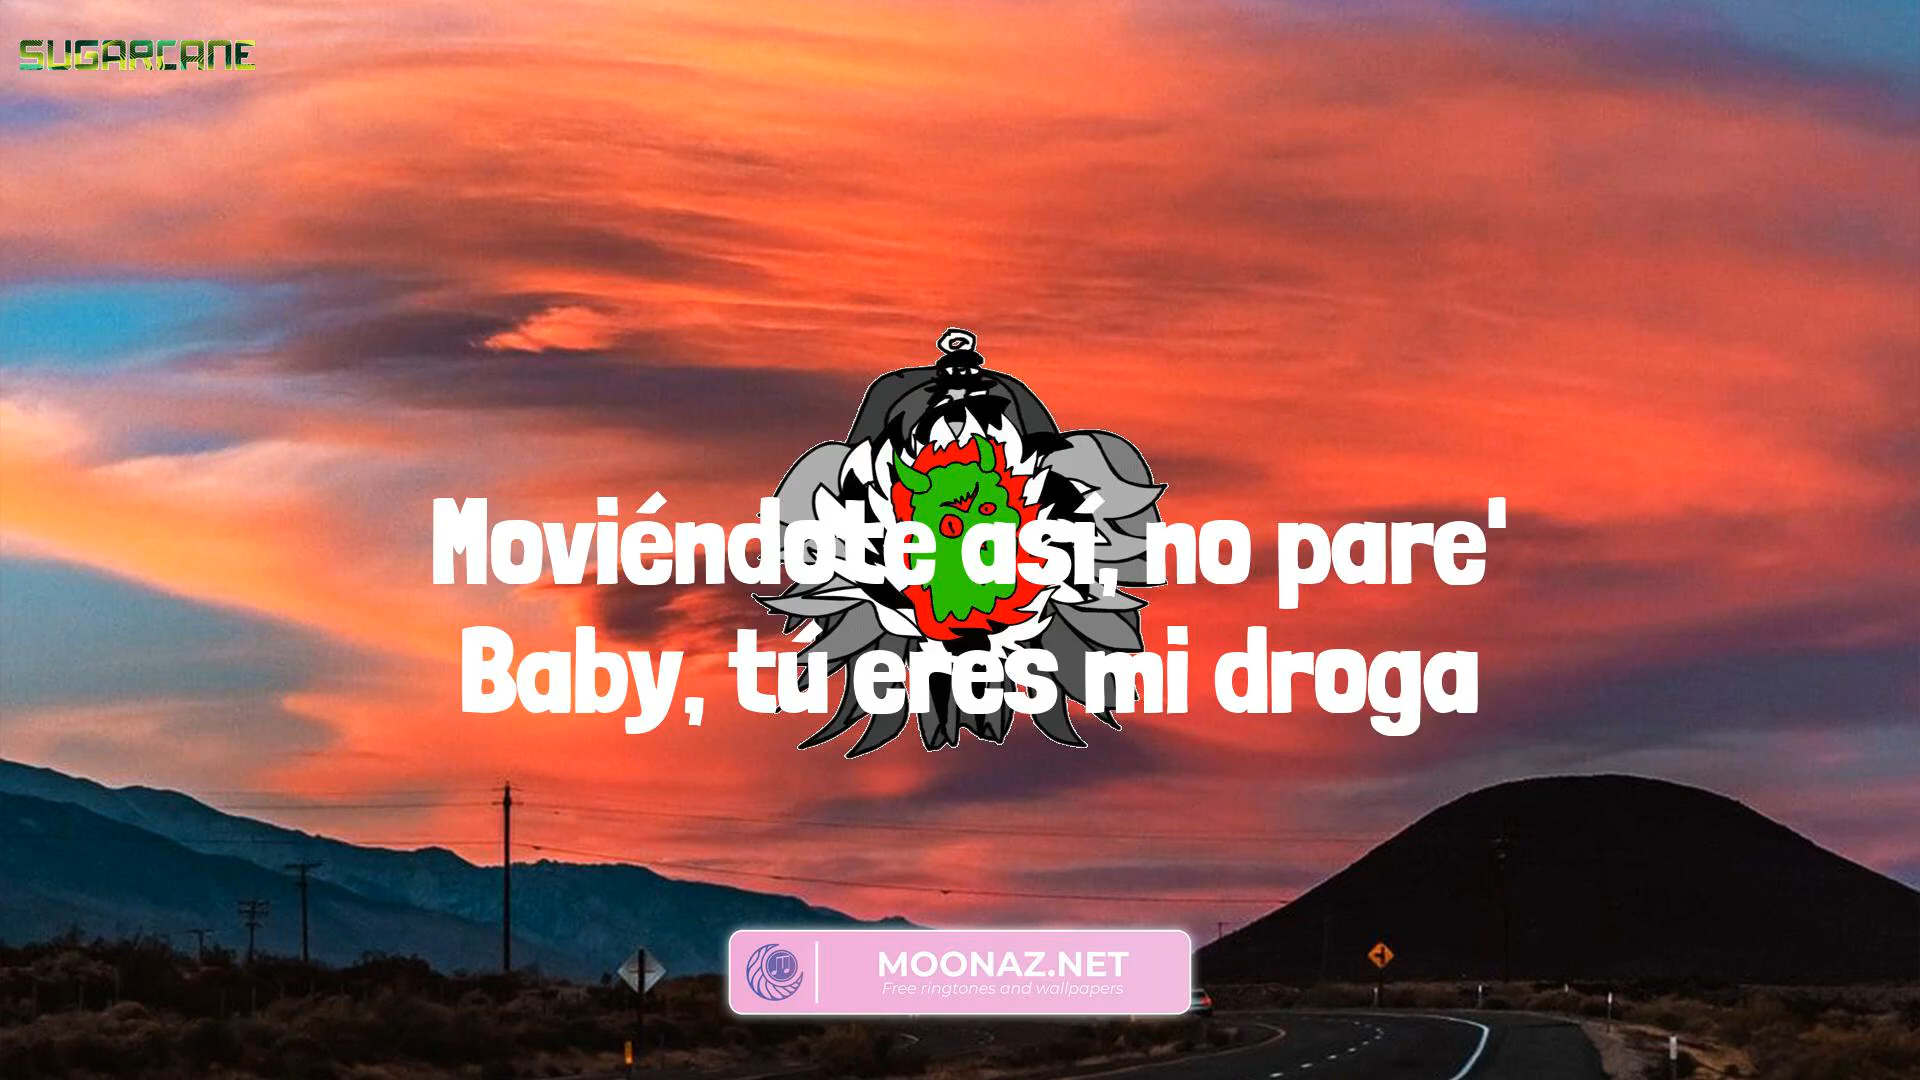 SUGARCANE
Moviéndote así, no pare'
Baby, tú eres mi droga
MOONAZ.NET
Free ringtones and wallpapers